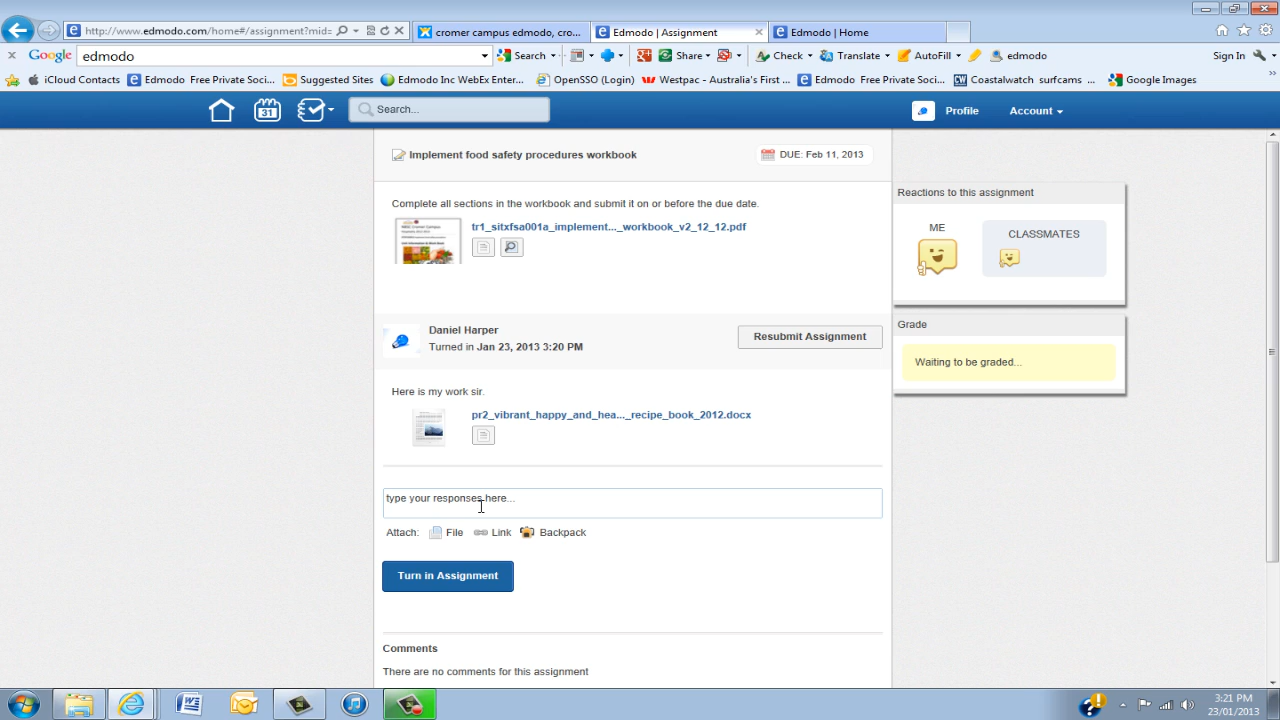 http://www.edmodo.com/home#/assignment?mid=
cromer campus edmodo, cro...
Edmodo | Assignment
Edmodo | Home
Google
edmodo
Search
Share
Check
Translate
AutoFill
edmodo
Sign In
iCloud Contacts
Edmodo Free Private Soci...
Suggested Sites
Edmodo Inc WebEx Enter...
OpenSSO (Login)
Westpac - Australia's First ...
Edmodo Free Private Soci...
Coastalwatch surfcams ...
Google Images
31
Search...
Profile
Account
Implement food safety procedures workbook
DUE: Feb 11, 2013
Complete all sections in the workbook and submit it on or before the due date.
tr1_sitxfsa001a_implement..._workbook_v2_12_12.pdf
Reactions to this assignment
ME
CLASSMATES
Daniel Harper
Turned in Jan 23, 2013 3:20 PM
Resubmit Assignment
Grade
Waiting to be graded...
Here is my work sir.
pr2_vibrant_happy_and_hea..._recipe_book_2012.docx
type your responses here...
Attach: File Link Backpack
Turn in Assignment
Comments
There are no comments for this assignment
3:21 PM
23/01/2013